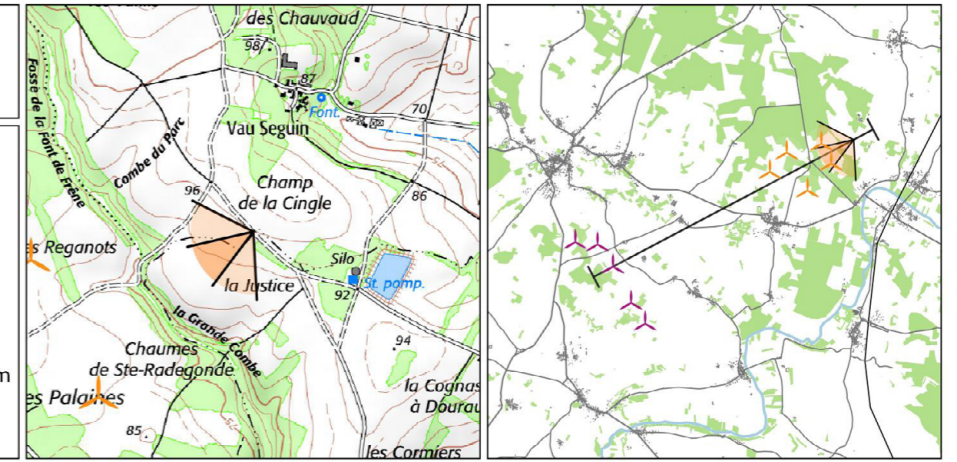 des Chauvaud
98
87
Font.
70
Vau Seguin
Fossé de la Font de Frêne
Combe du Parc
96
Champ
de la Cingle
86
s Reganots
Silo
St. pomp.
la Justice
92
la Grande Combe
Chaumes
de Ste-Radegonde
94
m
es Palaines
la Cognas
à Dourau
85
les Cormiers